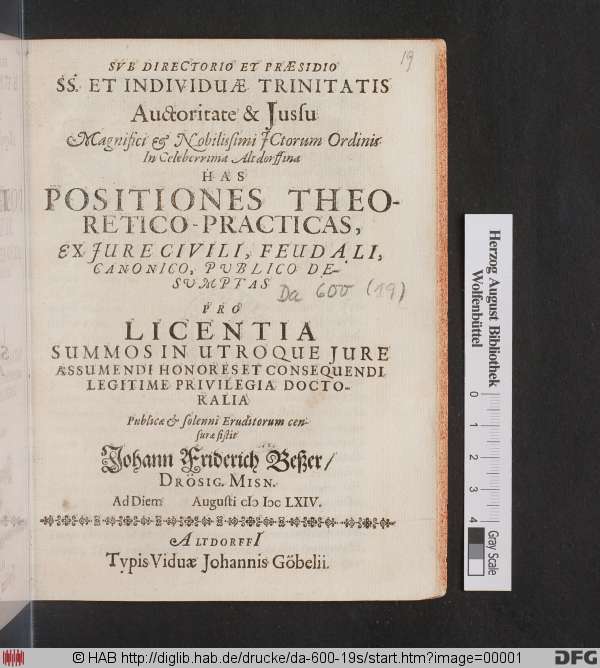 19
SVB DIRECTORIO ET PRÆSIDIO
SS. ET INDIVIDUÆ TRINITATIS
Auctoritate & Jussu
Magnifici & Nobilissimi JCtorum Ordinis
In Celeberrima Altdorffina
HAS
POSITIONES THEO-
RETICO-PRACTICAS,
EX JURE CIVILI, FEUDALI,
CANONICO, PUBLICO DE-
SUMPTAS
Da 600 (19)
PRO
LICENTIA
SUMMOS IN UTROQUE JURE
ASSUMENDI HONORES ET CONSEQUENDI
LEGITIME PRIVILEGIA DOCTO-
RALIA
Publicæ & solenni Eruditorum cen-
suræ sistit
Johann Friderich Beßer/
DRÖSIG. MISN.
Ad Diem Augusti cIↃ IↃc LXIV.
ALTDORFFI
Typis Viduæ Johannis Göbelii.
Herzog August Bibliothek
Wolfenbüttel
0 1 2 3 4
Gray Scale
© HAB http://diglib.hab.de/drucke/da-600-19s/start.htm?image=00001
DFG